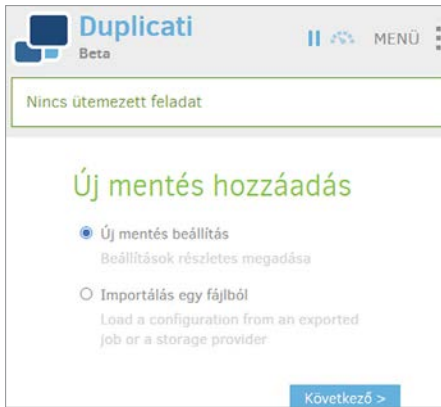 Duplicati
Beta
MENÜ
Nincs ütemezett feladat
Új mentés hozzáadás
Új mentés beállítás
Beállítások részletes megadása
Importálás egy fájlból
Load a configuration from an exported
job or a storage provider
Következő >